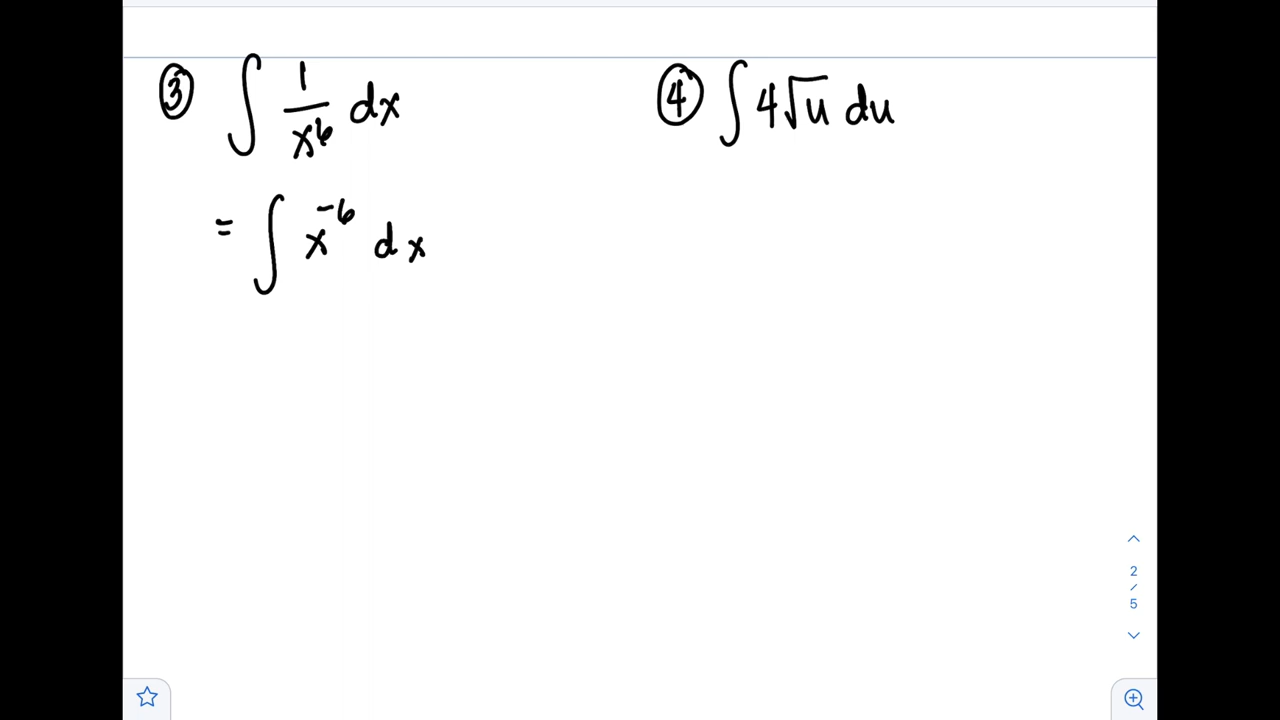 ③ ∫ 1/x⁶ dx
= ∫ x⁻⁶ dx
④ ∫ 4√u du
2
/
5